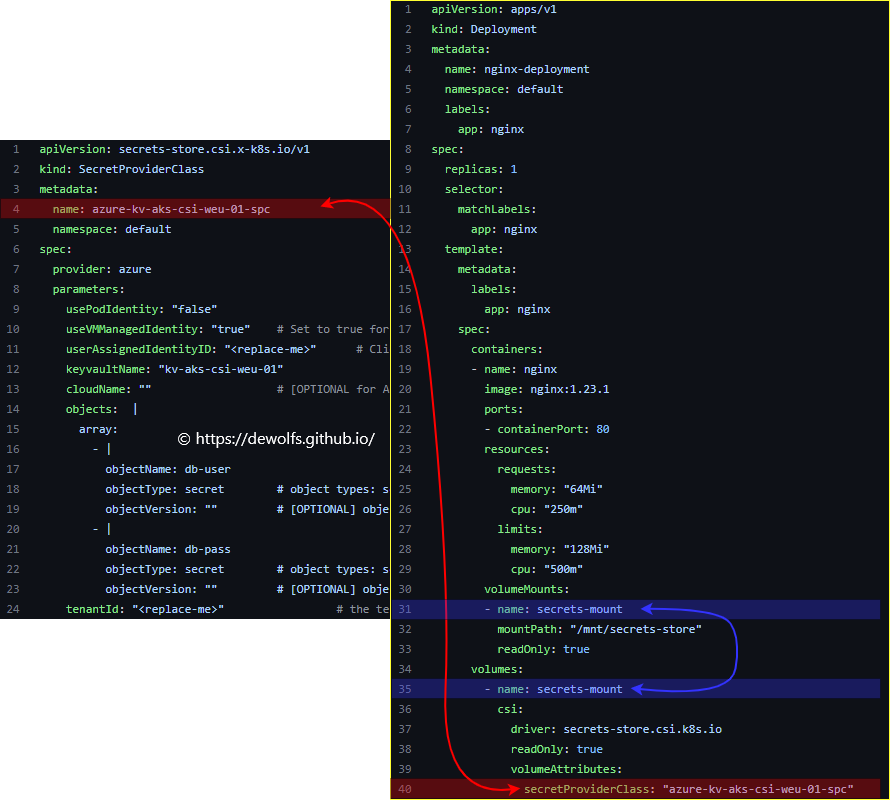 1 apiVersion: secrets-store.csi.x-k8s.io/v1
2 kind: SecretProviderClass
3 metadata:
4   name: azure-kv-aks-csi-weu-01-spc
5   namespace: default
6 spec:
7   provider: azure
8   parameters:
9     usePodIdentity: "false"
10     useVMManagedIdentity: "true"    # Set to true for
11     userAssignedIdentityID: "<replace-me>"      # Cli
12     keyvaultName: "kv-aks-csi-weu-01"
13     cloudName: ""                   # [OPTIONAL for A
14     objects:  |
15       array:
© https://dewolfs.github.io/
16         - |
17           objectName: db-user
18           objectType: secret        # object types: s
19           objectVersion: ""         # [OPTIONAL] obje
20         - |
21           objectName: db-pass
22           objectType: secret        # object types: s
23           objectVersion: ""         # [OPTIONAL] obje
24     tenantId: "<replace-me>"                 # the te
1 apiVersion: apps/v1
2 kind: Deployment
3 metadata:
4   name: nginx-deployment
5   namespace: default
6   labels:
7     app: nginx
8 spec:
9   replicas: 1
10   selector:
11     matchLabels:
12       app: nginx
13   template:
14     metadata:
15       labels:
16         app: nginx
17     spec:
18       containers:
19       - name: nginx
20         image: nginx:1.23.1
21         ports:
22         - containerPort: 80
23         resources:
24           requests:
25             memory: "64Mi"
26             cpu: "250m"
27           limits:
28             memory: "128Mi"
29             cpu: "500m"
30         volumeMounts:
31         - name: secrets-mount
32           mountPath: "/mnt/secrets-store"
33           readOnly: true
34       volumes:
35         - name: secrets-mount
36           csi:
37             driver: secrets-store.csi.k8s.io
38             readOnly: true
39             volumeAttributes:
40               secretProviderClass: "azure-kv-aks-csi-weu-01-spc"